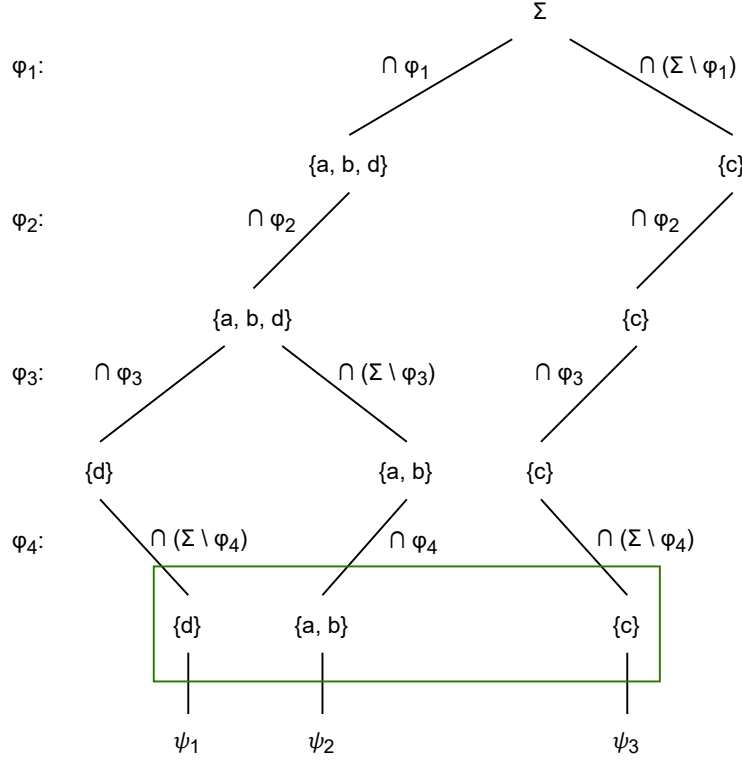 Σ
φ₁: ∩ φ₁ ∩ (Σ \ φ₁)
{a, b, d} {c}
φ₂: ∩ φ₂ ∩ φ₂
{a, b, d} {c}
φ₃: ∩ φ₃ ∩ (Σ \ φ₃) ∩ φ₃
{d} {a, b} {c}
φ₄: ∩ (Σ \ φ₄) ∩ φ₄ ∩ (Σ \ φ₄)
{d} {a, b} {c}
ψ₁ ψ₂ ψ₃